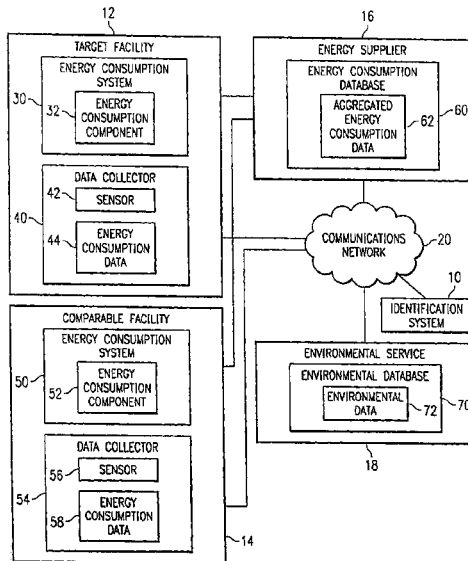 12
TARGET FACILITY
ENERGY CONSUMPTION
SYSTEM
30
32
ENERGY
CONSUMPTION
COMPONENT
DATA COLLECTOR
42
SENSOR
40
44
ENERGY
CONSUMPTION
DATA
COMPARABLE FACILITY
ENERGY CONSUMPTION
SYSTEM
50
52
ENERGY
CONSUMPTION
COMPONENT
DATA COLLECTOR
56
SENSOR
54
58
ENERGY
CONSUMPTION
DATA
14
16
ENERGY SUPPLIER
ENERGY CONSUMPTION
DATABASE
AGGREGATED
ENERGY
CONSUMPTION
DATA
62
60
COMMUNICATIONS
NETWORK
20
10
IDENTIFICATION
SYSTEM
ENVIRONMENTAL SERVICE
ENVIRONMENTAL DATABASE
ENVIRONMENTAL
DATA
72
70
18